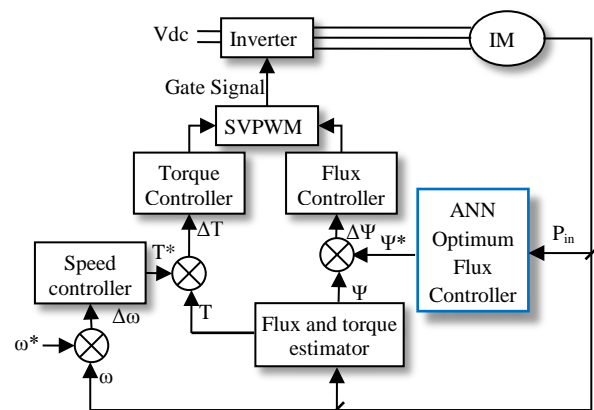 Vdc
Inverter
IM
Gate Signal
SVPWM
Torque
Controller
Flux
Controller
ANN
Optimum
Flux
Controller
P_in
ΔT
ΔΨ
Ψ*
T*
Speed
controller
Ψ
T
Flux and torque
estimator
Δω
ω*
ω